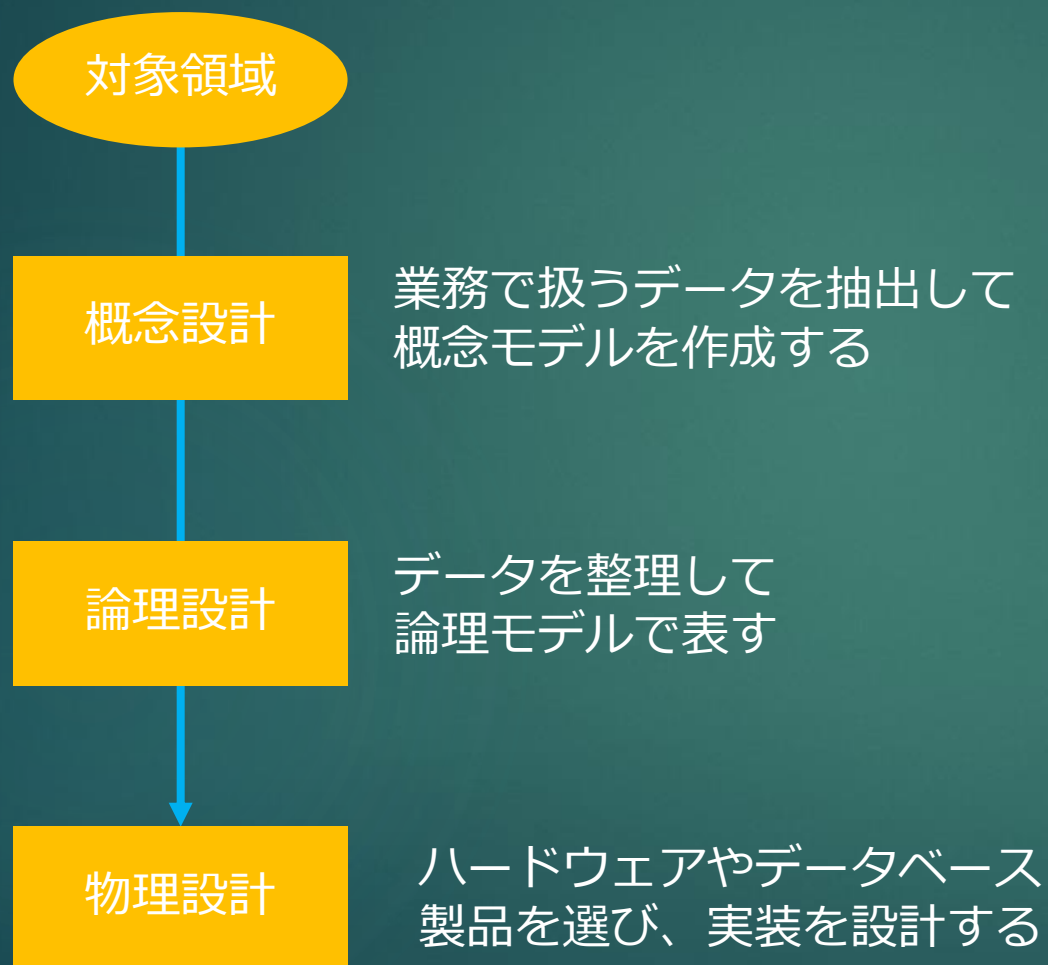 対象領域
概念設計
業務で扱うデータを抽出して
概念モデルを作成する
論理設計
データを整理して
論理モデルで表す
物理設計
ハードウェアやデータベース
製品を選び、実装を設計する